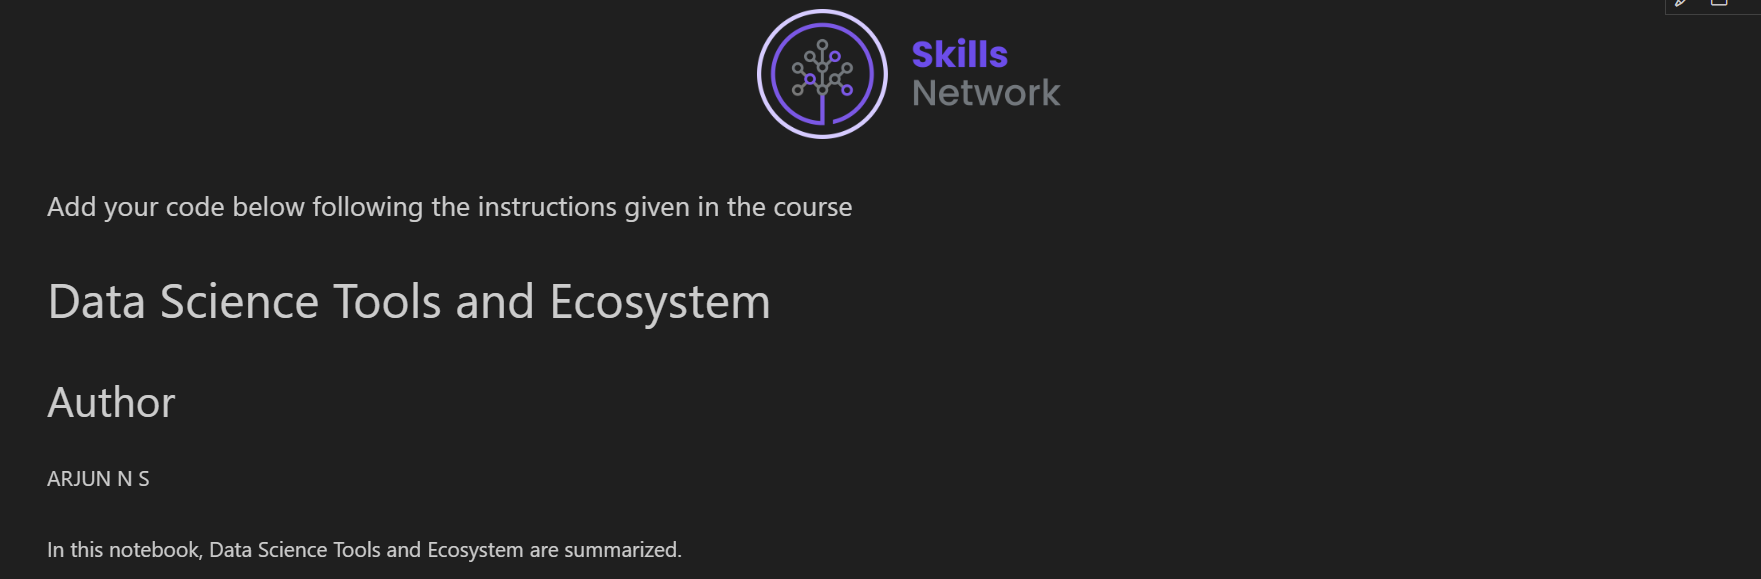 Skills
Network
Add your code below following the instructions given in the course
Data Science Tools and Ecosystem
Author
ARJUN N S
In this notebook, Data Science Tools and Ecosystem are summarized.